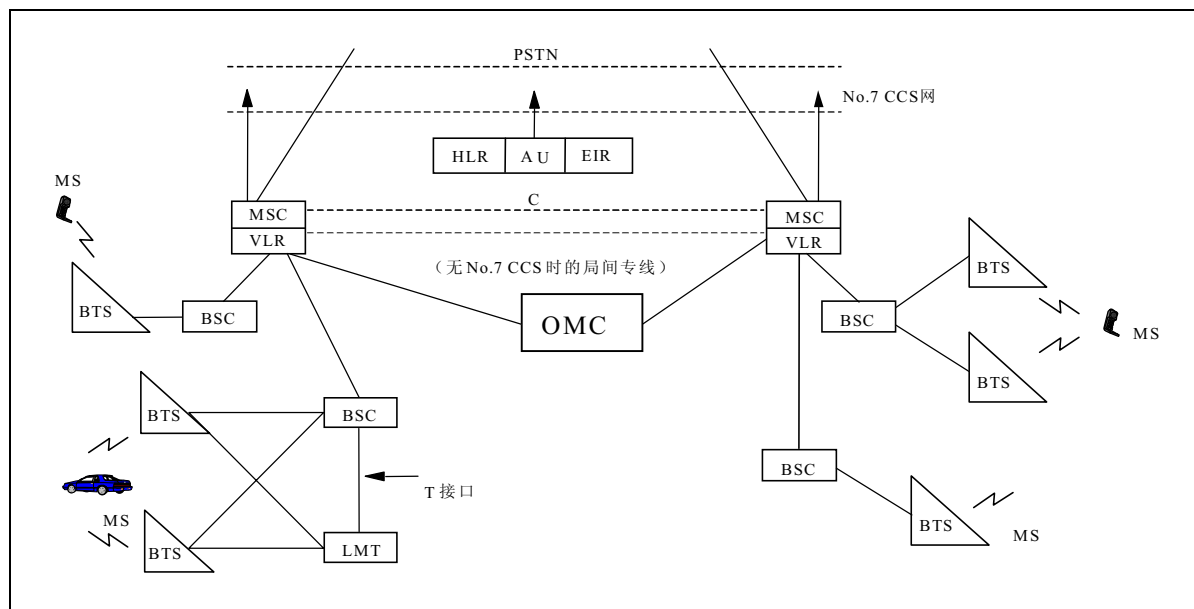 PSTN
No.7 CCS网
HLR AU EIR
MS
C
MSC
VLR
MSC
VLR
（无No.7 CCS时的局间专线）
BTS
BSC
OMC
BSC
BTS
MS
BTS
BTS
BSC
BSC
T接口
MS
BTS
LMT
BTS
MS